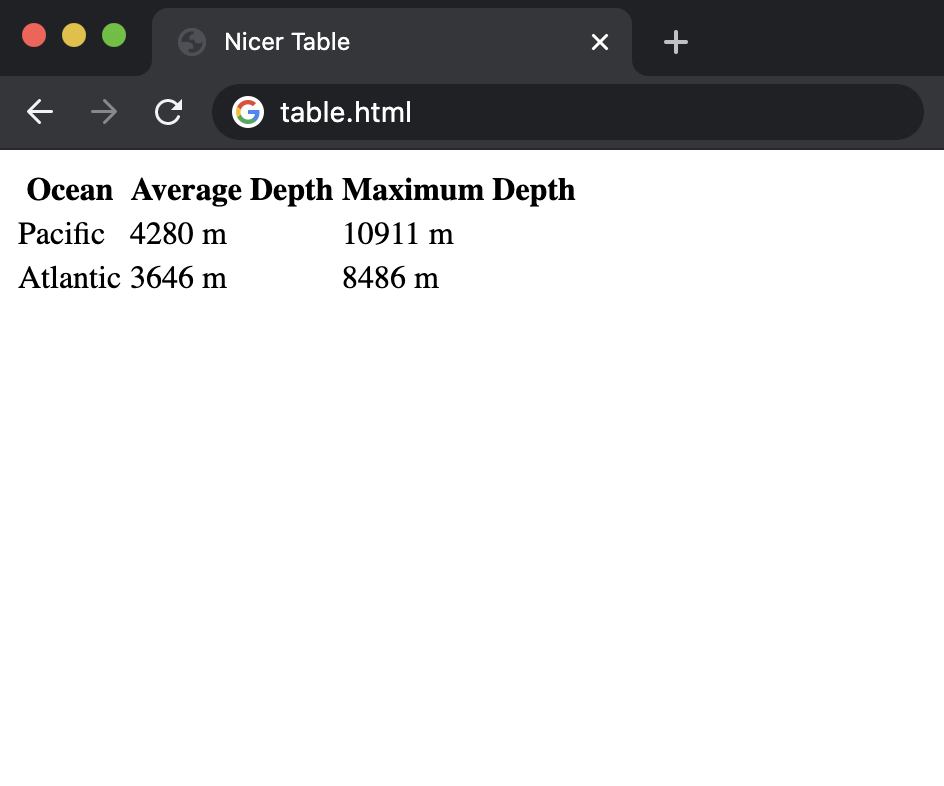 Nicer Table
table.html
Ocean Average Depth Maximum Depth
Pacific 4280 m 10911 m
Atlantic 3646 m 8486 m